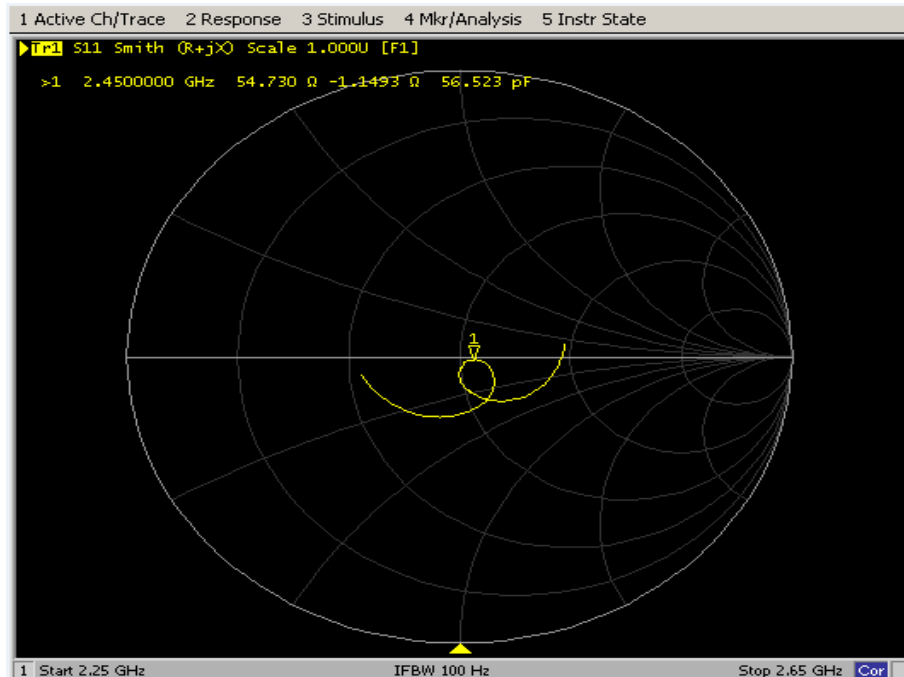 1 Active Ch/Trace 2 Response 3 Stimulus 4 Mkr/Analysis 5 Instr State
Tr1 S11 Smith (R+jX) Scale 1.000U [F1]
>1 2.4500000 GHz 54.730 Ω -1.1493 Ω 56.523 pF
1
1 Start 2.25 GHz IFBW 100 Hz Stop 2.65 GHz Cor